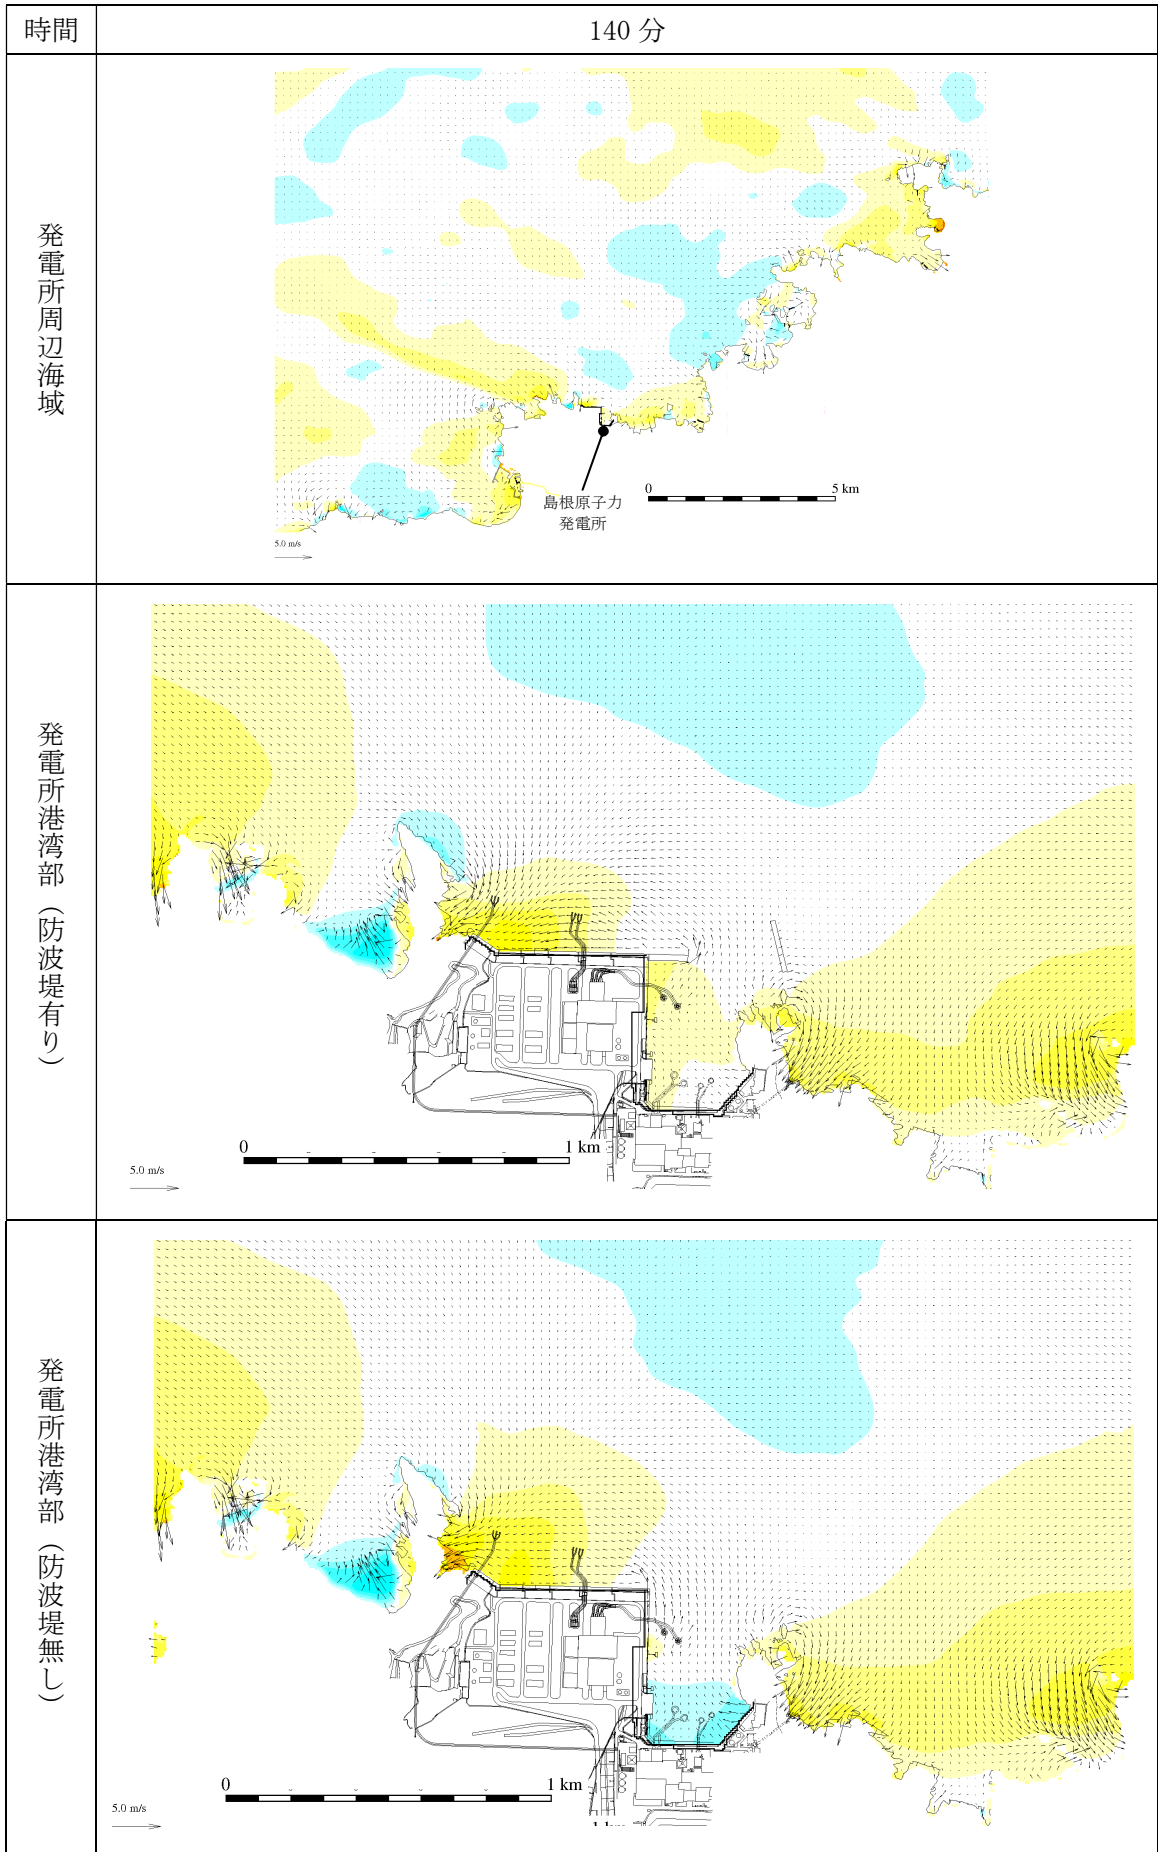 時間
140 分
発電所周辺海域
島根原子力
発電所
0
5 km
5.0 m/s
発電所港湾部（防波堤有り）
0
1 km
5.0 m/s
発電所港湾部（防波堤無し）
0
1 km
5.0 m/s